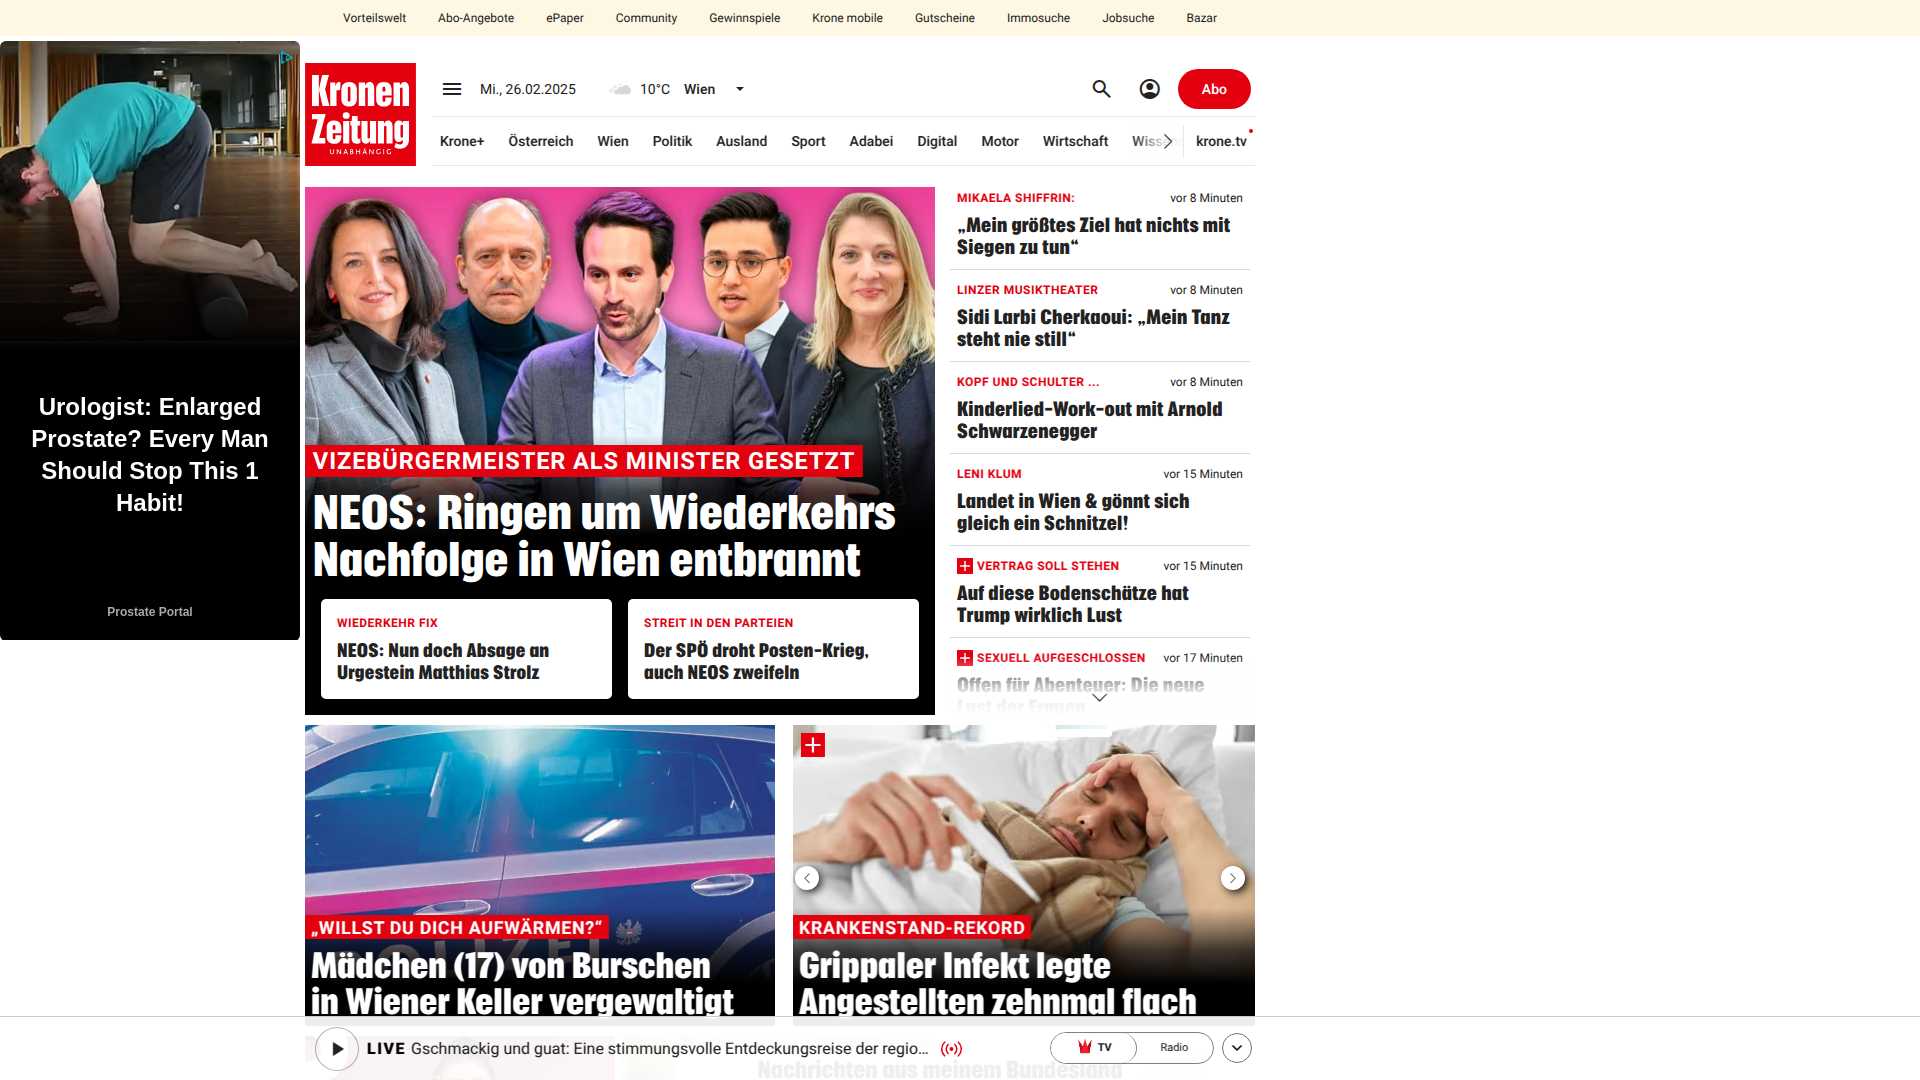 Vorteilswelt Abo-Angebote ePaper Community Gewinnspiele Krone mobile Gutscheine Immosuche Jobsuche Bazar
Kronen
Zeitung
UNABHÄNGIG
Mi., 26.02.2025 10°C Wien
Abo
Krone+ Österreich Wien Politik Ausland Sport Adabei Digital Motor Wirtschaft krone.tv
Urologist: Enlarged
Prostate? Every Man
Should Stop This 1
Habit!
Prostate Portal
VIZEBÜRGERMEISTER ALS MINISTER GESETZT
NEOS: Ringen um Wiederkehrs
Nachfolge in Wien entbrannt
WIEDERKEHR FIX
NEOS: Nun doch Absage an
Urgestein Matthias Strolz
STREIT IN DEN PARTEIEN
Der SPÖ droht Posten-Krieg,
auch NEOS zweifeln
MIKAELA SHIFFRIN: vor 8 Minuten
„Mein größtes Ziel hat nichts mit
Siegen zu tun“
LINZER MUSIKTHEATER vor 8 Minuten
Sidi Larbi Cherkaoui: „Mein Tanz
steht nie still“
KOPF UND SCHULTER ... vor 8 Minuten
Kinderlied-Work-out mit Arnold
Schwarzenegger
LENI KLUM vor 15 Minuten
Landet in Wien & gönnt sich
gleich ein Schnitzel!
VERTRAG SOLL STEHEN vor 15 Minuten
Auf diese Bodenschätze hat
Trump wirklich Lust
SEXUELL AUFGESCHLOSSEN vor 17 Minuten
Offen für Abenteuer: Die neue
Lust der Frauen
„WILLST DU DICH AUFWÄRMEN?“
Mädchen (17) von Burschen
in Wiener Keller vergewaltigt
KRANKENSTAND-REKORD
Grippaler Infekt legte
Angestellten zehnmal flach
LIVE Gschmackig und guat: Eine stimmungsvolle Entdeckungsreise der regio...
TV Radio
Nachrichten aus meinem Bundesland